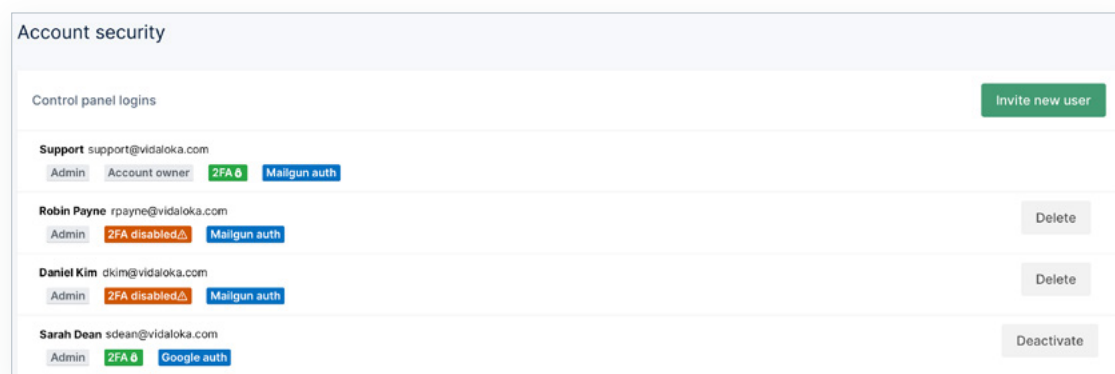 Account security
Control panel logins
Invite new user
Support support@vidaloka.com
Admin Account owner 2FA Mailgun auth
Robin Payne rpayne@vidaloka.com
Delete
Admin 2FA disabled Mailgun auth
Daniel Kim dkim@vidaloka.com
Delete
Admin 2FA disabled Mailgun auth
Sarah Dean sdean@vidaloka.com
Deactivate
Admin 2FA Google auth